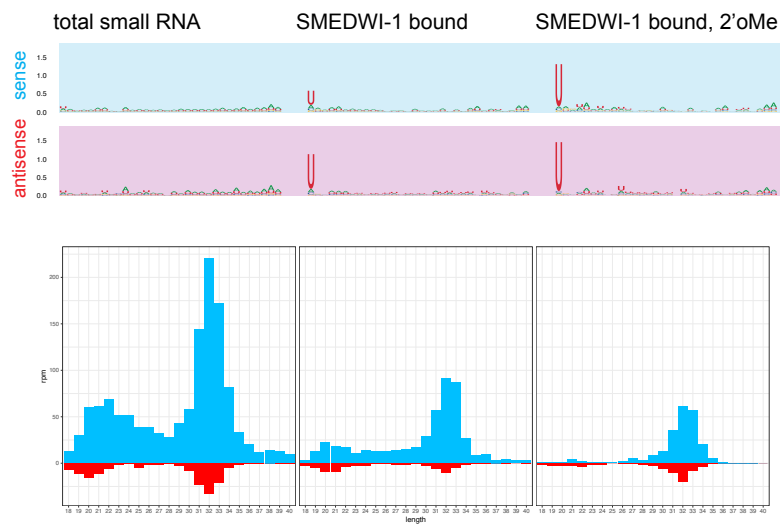 total small RNA SMEDWI-1 bound SMEDWI-1 bound, 2'oMe
sense
1.5
1.0
0.5
0.0
U
U
antisense
1.5
1.0
0.5
0.0
U
U
rpm
200
150
100
50
0
18 19 20 21 22 23 24 25 26 27 28 29 30 31 32 33 34 35 36 37 38 39 40
18 19 20 21 22 23 24 25 26 27 28 29 30 31 32 33 34 35 36 37 38 39 40
18 19 20 21 22 23 24 25 26 27 28 29 30 31 32 33 34 35 36 37 38 39 40
length